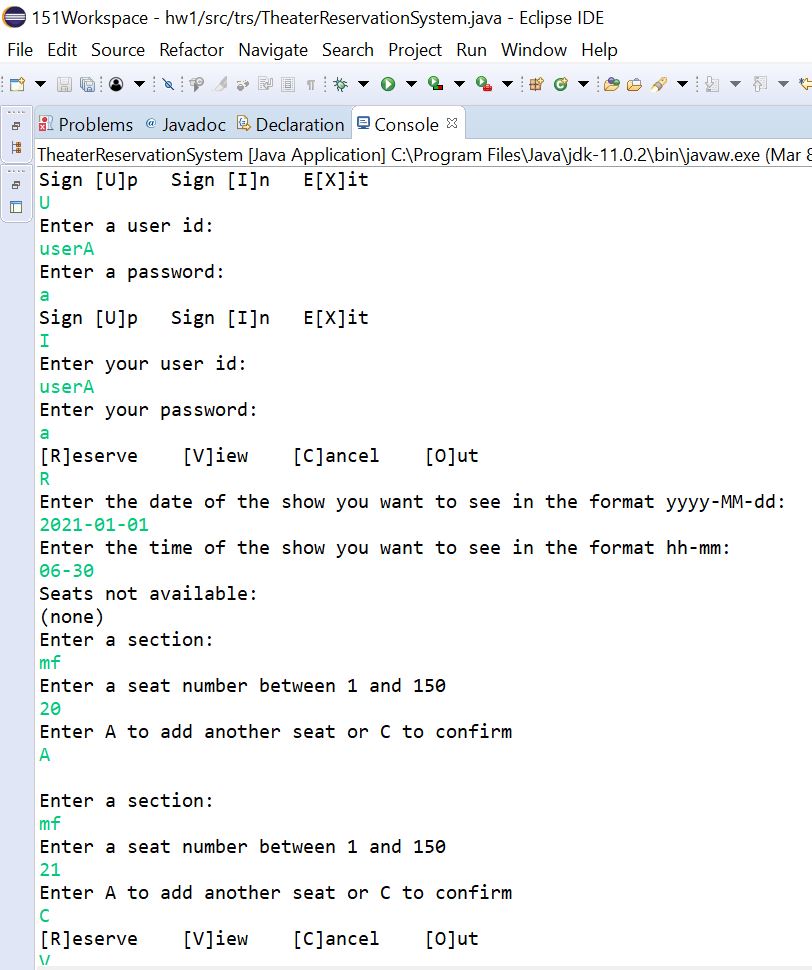 151Workspace - hw1/src/trs/TheaterReservationSystem.java - Eclipse IDE
File Edit Source Refactor Navigate Search Project Run Window Help
Problems @ Javadoc Declaration Console
TheaterReservationSystem [Java Application] C:\Program Files\Java\jdk-11.0.2\bin\javaw.exe (Mar 8
Sign [U]p   Sign [I]n   E[X]it
U
Enter a user id:
userA
Enter a password:
a
Sign [U]p   Sign [I]n   E[X]it
I
Enter your user id:
userA
Enter your password:
a
[R]eserve    [V]iew    [C]ancel    [O]ut
R
Enter the date of the show you want to see in the format yyyy-MM-dd:
2021-01-01
Enter the time of the show you want to see in the format hh-mm:
06-30
Seats not available:
(none)
Enter a section:
mf
Enter a seat number between 1 and 150
20
Enter A to add another seat or C to confirm
A
Enter a section:
mf
Enter a seat number between 1 and 150
21
Enter A to add another seat or C to confirm
C
[R]eserve    [V]iew    [C]ancel    [O]ut
V